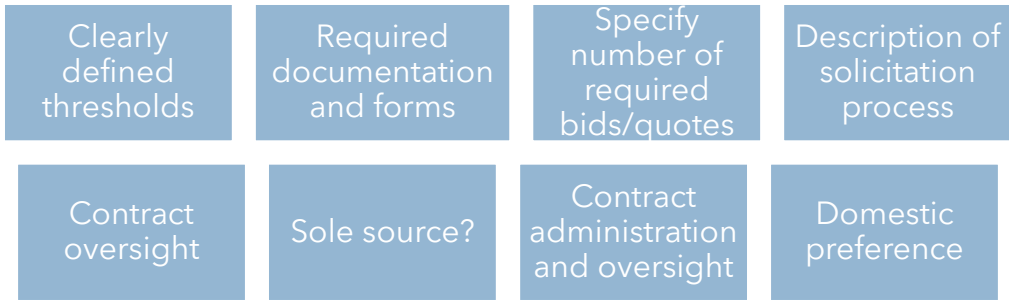 Clearly
defined
thresholds
Required
documentation
and forms
Specify
number of
required
bids/quotes
Description of
solicitation
process
Contract
oversight
Sole source?
Contract
administration
and oversight
Domestic
preference